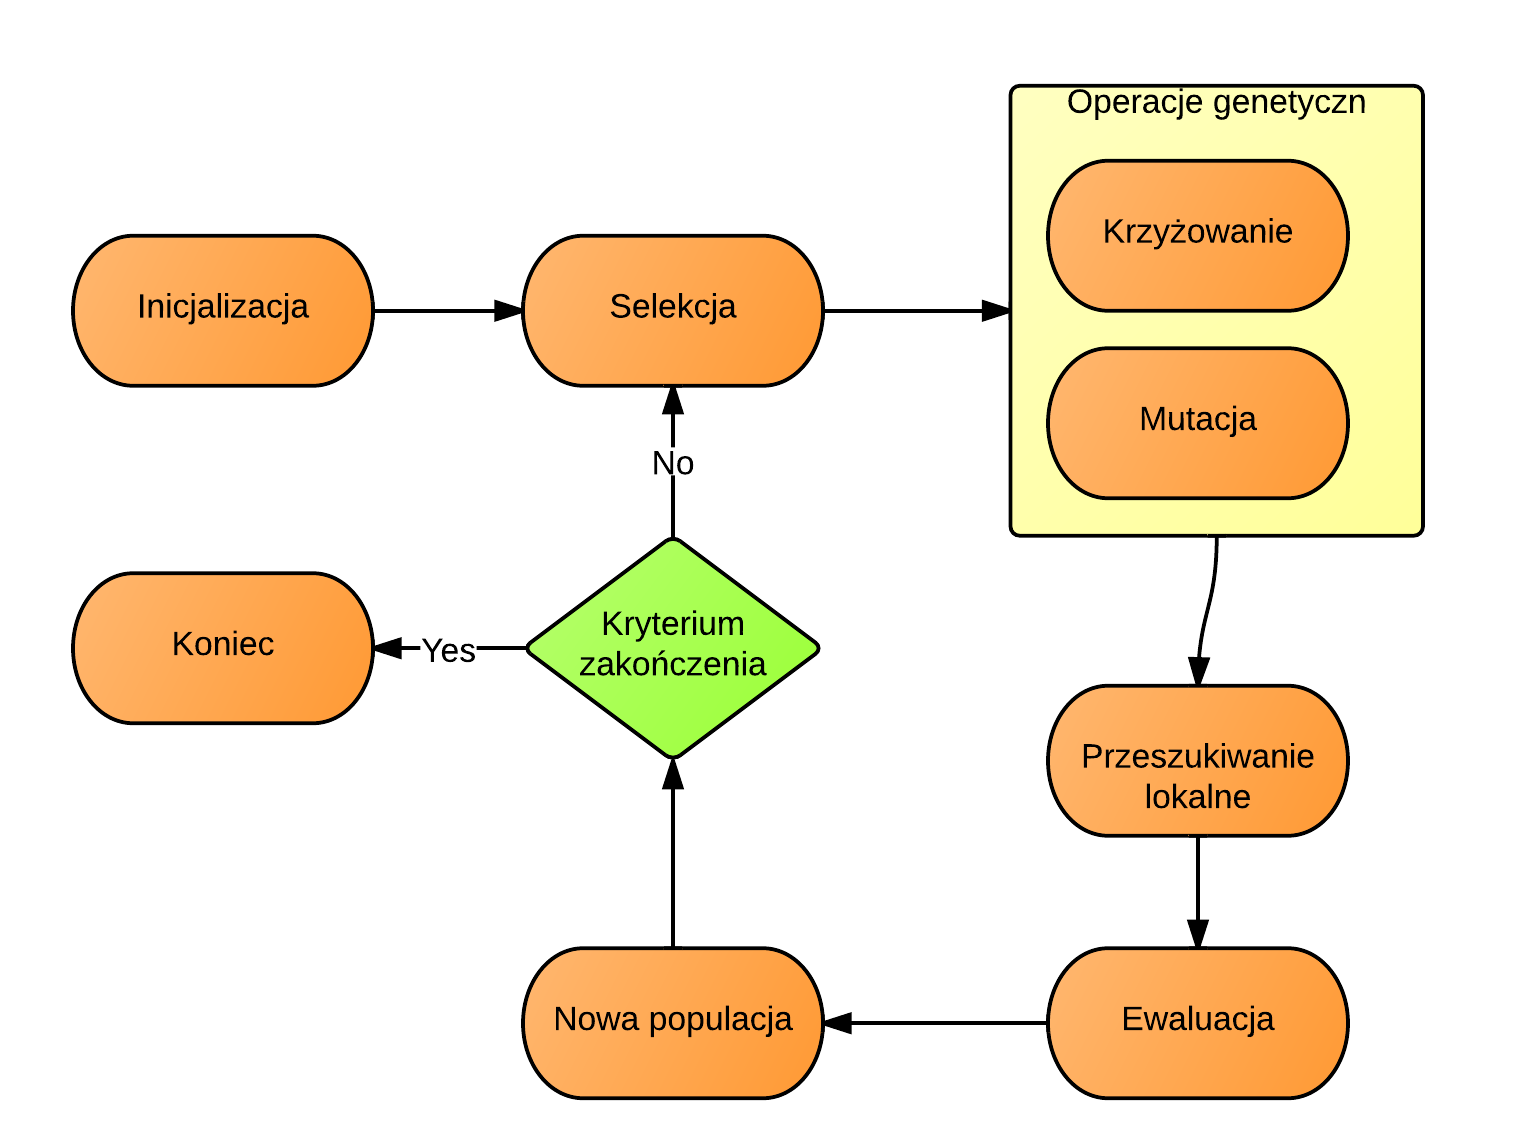 Operacje genetyczn
Krzyżowanie
Inicjalizacja
Selekcja
Mutacja
No
Kryterium
zakończenia
Koniec
Yes
Przeszukiwanie
lokalne
Nowa populacja
Ewaluacja